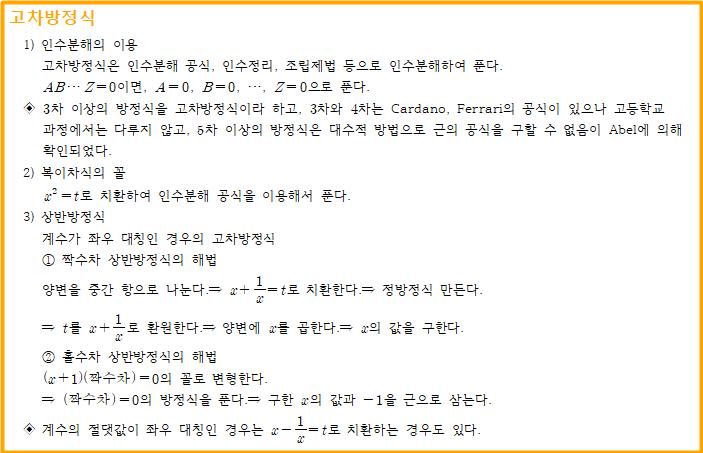 고차방정식
1) 인수분해의 이용
고차방정식은 인수분해 공식, 인수정리, 조립제법 등으로 인수분해하여 푼다.
AB⋯Z=0이면, A=0, B=0, ⋯, Z=0으로 푼다.
◈ 3차 이상의 방정식을 고차방정식이라 하고, 3차와 4차는 Cardano, Ferrari의 공식이 있으나 고등학교
과정에서는 다루지 않고, 5차 이상의 방정식은 대수적 방법으로 근의 공식을 구할 수 없음이 Abel에 의해
확인되었다.
2) 복이차식의 꼴
x²=t로 치환하여 인수분해 공식을 이용해서 푼다.
3) 상반방정식
계수가 좌우 대칭인 경우의 고차방정식
① 짝수차 상반방정식의 해법
양변을 중간 항으로 나눈다.⇒ x+1/x=t로 치환한다.⇒ 정방정식 만든다.
⇒ t를 x+1/x로 환원한다.⇒ 양변에 x를 곱한다.⇒ x의 값을 구한다.
② 홀수차 상반방정식의 해법
(x+1)(짝수차)=0의 꼴로 변형한다.
⇒ (짝수차)=0의 방정식을 푼다.⇒ 구한 x의 값과 -1을 근으로 삼는다.
◈ 계수의 절댓값이 좌우 대칭인 경우는 x-1/x=t로 치환하는 경우도 있다.